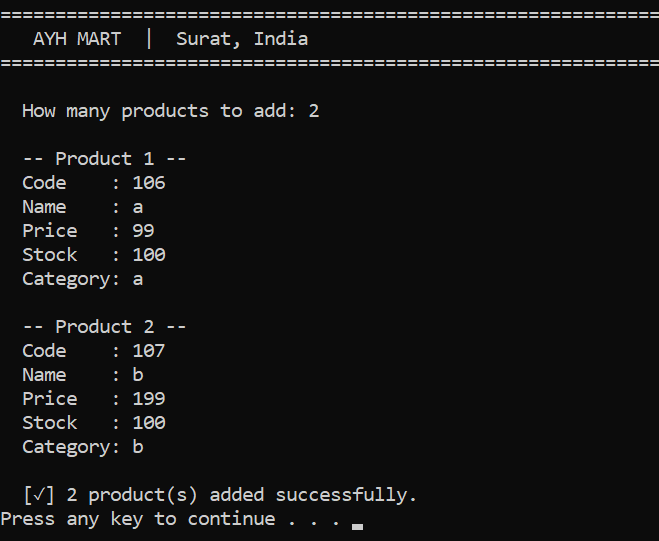 ============================================================
AYH MART  |  Surat, India
============================================================
How many products to add: 2
-- Product 1 --
Code    : 106
Name    : a
Price   : 99
Stock   : 100
Category: a
-- Product 2 --
Code    : 107
Name    : b
Price   : 199
Stock   : 100
Category: b
[✓] 2 product(s) added successfully.
Press any key to continue . . .